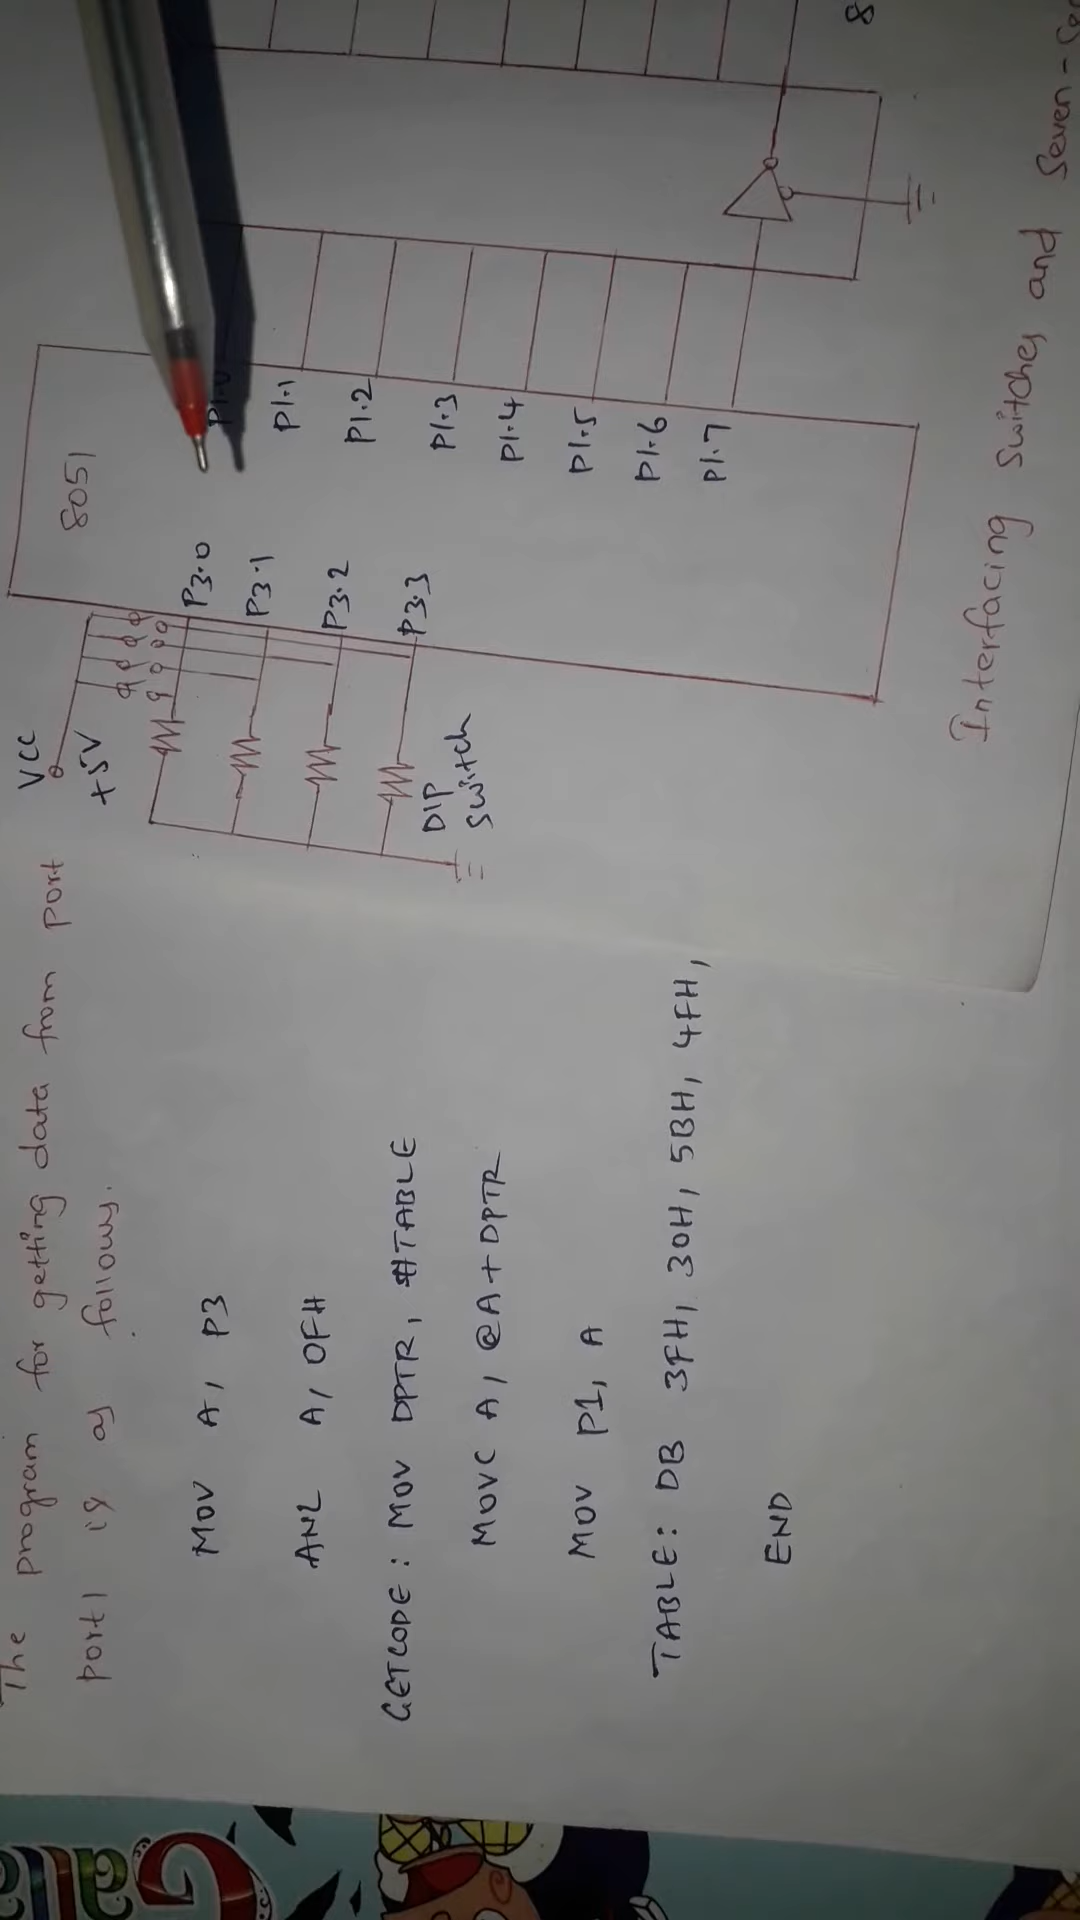 The program for getting data from port
port1 is as follows.
MOV A, P3
ANL A, 0FH
GETCODE: MOV DPTR, #TABLE
MOVC A, @A+DPTR
MOV P1, A
TABLE: DB 3FH, 30H, 5BH, 4FH,
END
VCC
+5V
8051
P3.0
P3.1
P3.2
P3.3
DIP
Switch
P1.0
P1.1
P1.2
P1.3
P1.4
P1.5
P1.6
P1.7
8
Interfacing Switches and Seven-Se